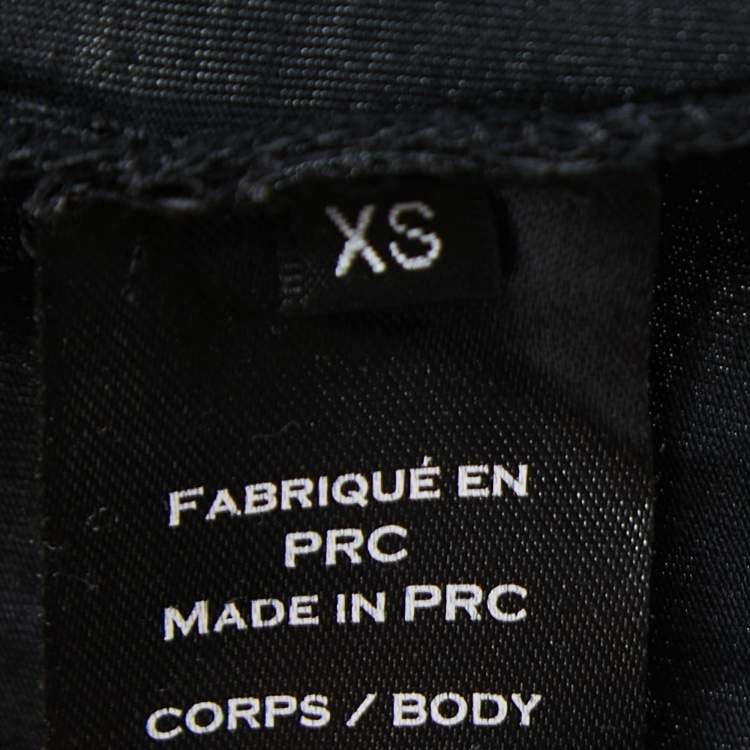 XS
FABRIQUÉ EN
PRC
MADE IN PRC
CORPS / BODY